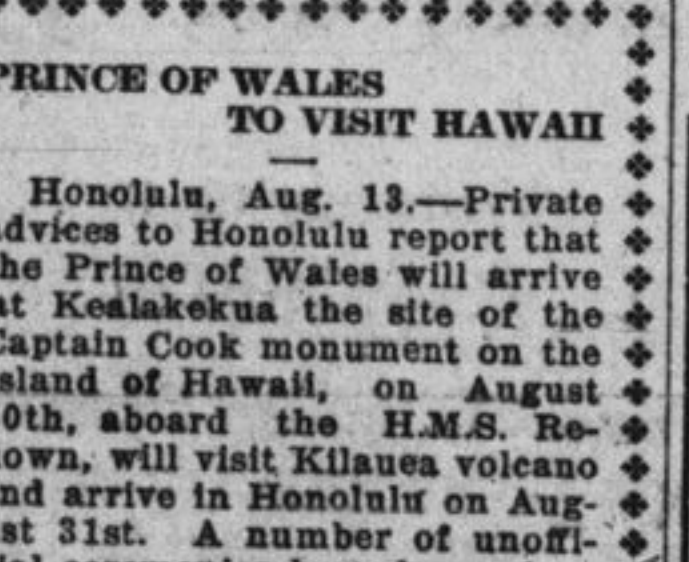 PRINCE OF WALES
TO VISIT HAWAII
Honolulu, Aug. 13.—Private
dvices to Honolulu report that
he Prince of Wales will arrive
at Kealakekua the site of the
Captain Cook monument on the
sland of Hawaii, on August
0th, aboard the H.M.S. Re-
own, will visit Kilauea volcano
nd arrive in Honolulu on Aug-
st 31st. A number of unoffi-